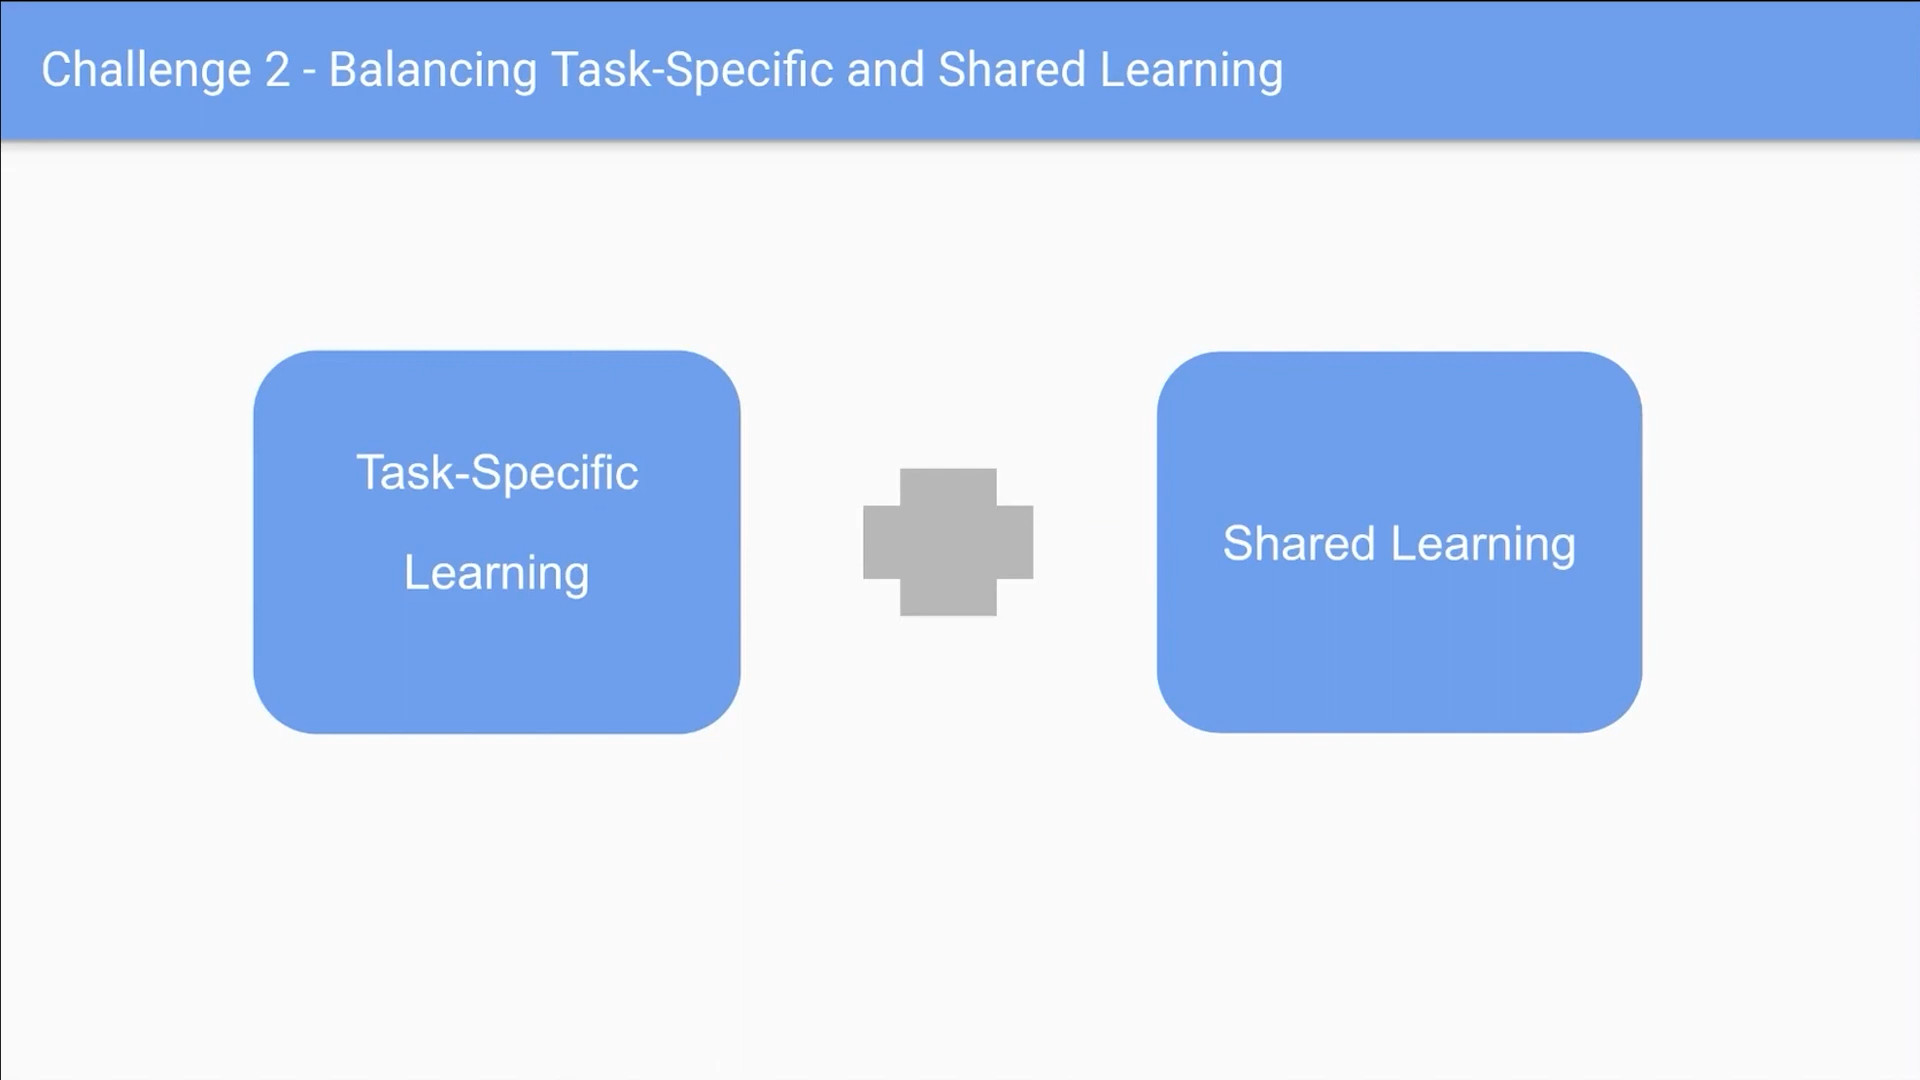 Challenge 2 - Balancing Task-Specific and Shared Learning
Task-Specific
Learning
Shared Learning